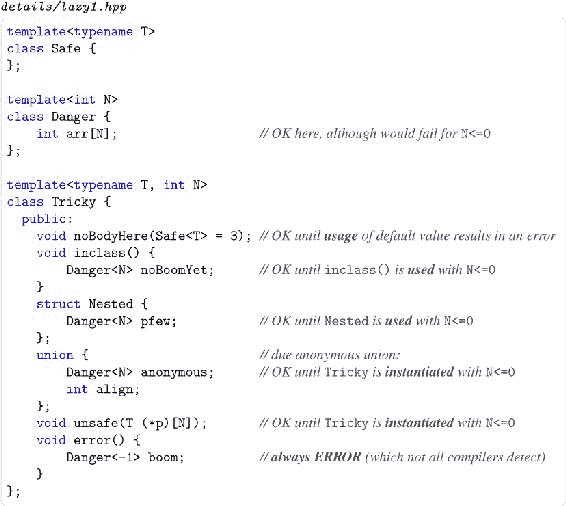 details/lazy1.hpp
template<typename T>
class Safe {
};
template<int N>
class Danger {
int arr[N]; // OK here, although would fail for N<=0
};
template<typename T, int N>
class Tricky {
public:
void noBodyHere(Safe<T> = 3); // OK until usage of default value results in an error
void inclass() {
Danger<N> noBoomYet; // OK until inclass() is used with N<=0
}
struct Nested {
Danger<N> pfew; // OK until Nested is used with N<=0
};
union { // due anonymous union:
Danger<N> anonymous; // OK until Tricky is instantiated with N<=0
int align;
};
void unsafe(T (*p)[N]); // OK until Tricky is instantiated with N<=0
void error() {
Danger<-1> boom; // always ERROR (which not all compilers detect)
}
};